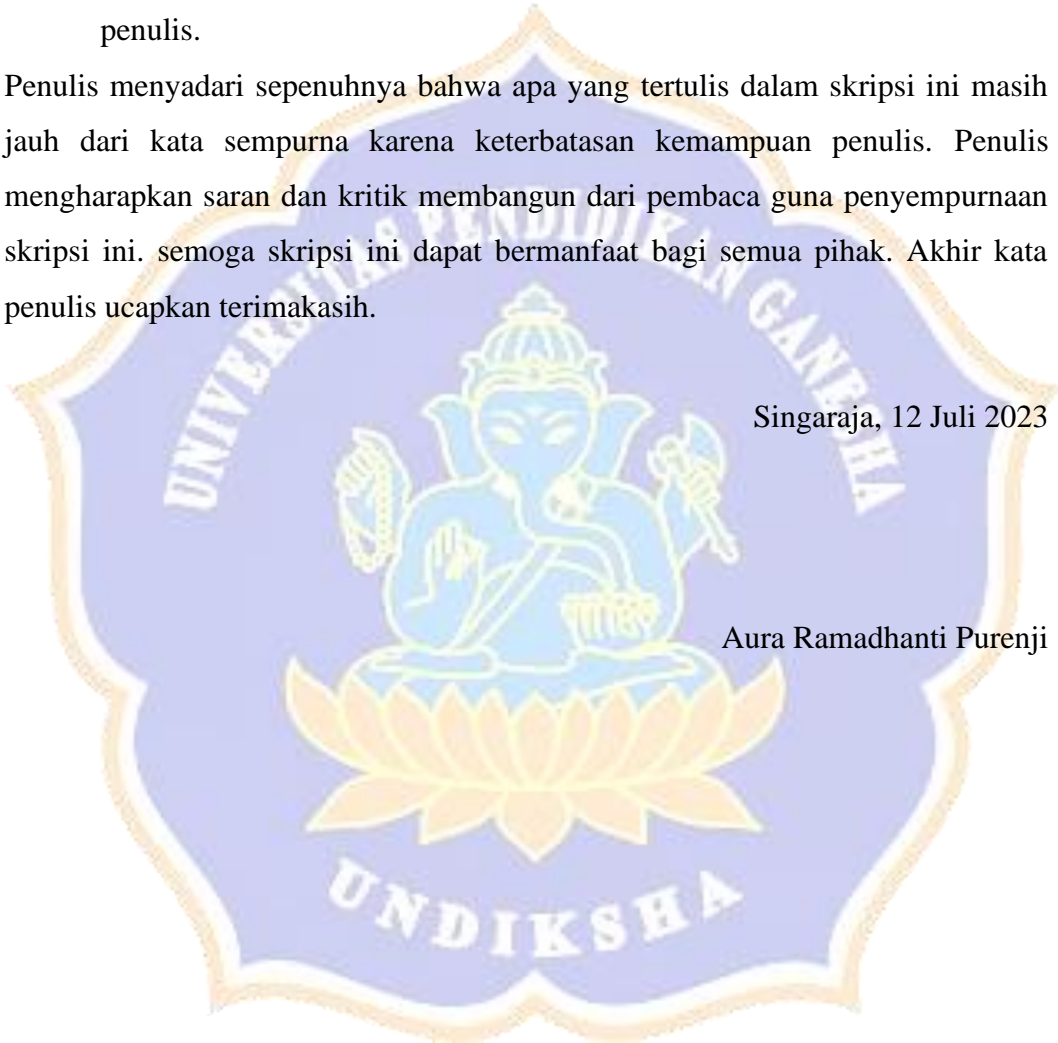 penulis.
Penulis menyadari sepenuhnya bahwa apa yang tertulis dalam skripsi ini masih
jauh dari kata sempurna karena keterbatasan kemampuan penulis. Penulis
mengharapkan saran dan kritik membangun dari pembaca guna penyempurnaan
skripsi ini. semoga skripsi ini dapat bermanfaat bagi semua pihak. Akhir kata
penulis ucapkan terimakasih.
UNIVERSITAS PENDIDIKAN GANESHA
Singaraja, 12 Juli 2023
Aura Ramadhanti Purenji
UNDIKSHA